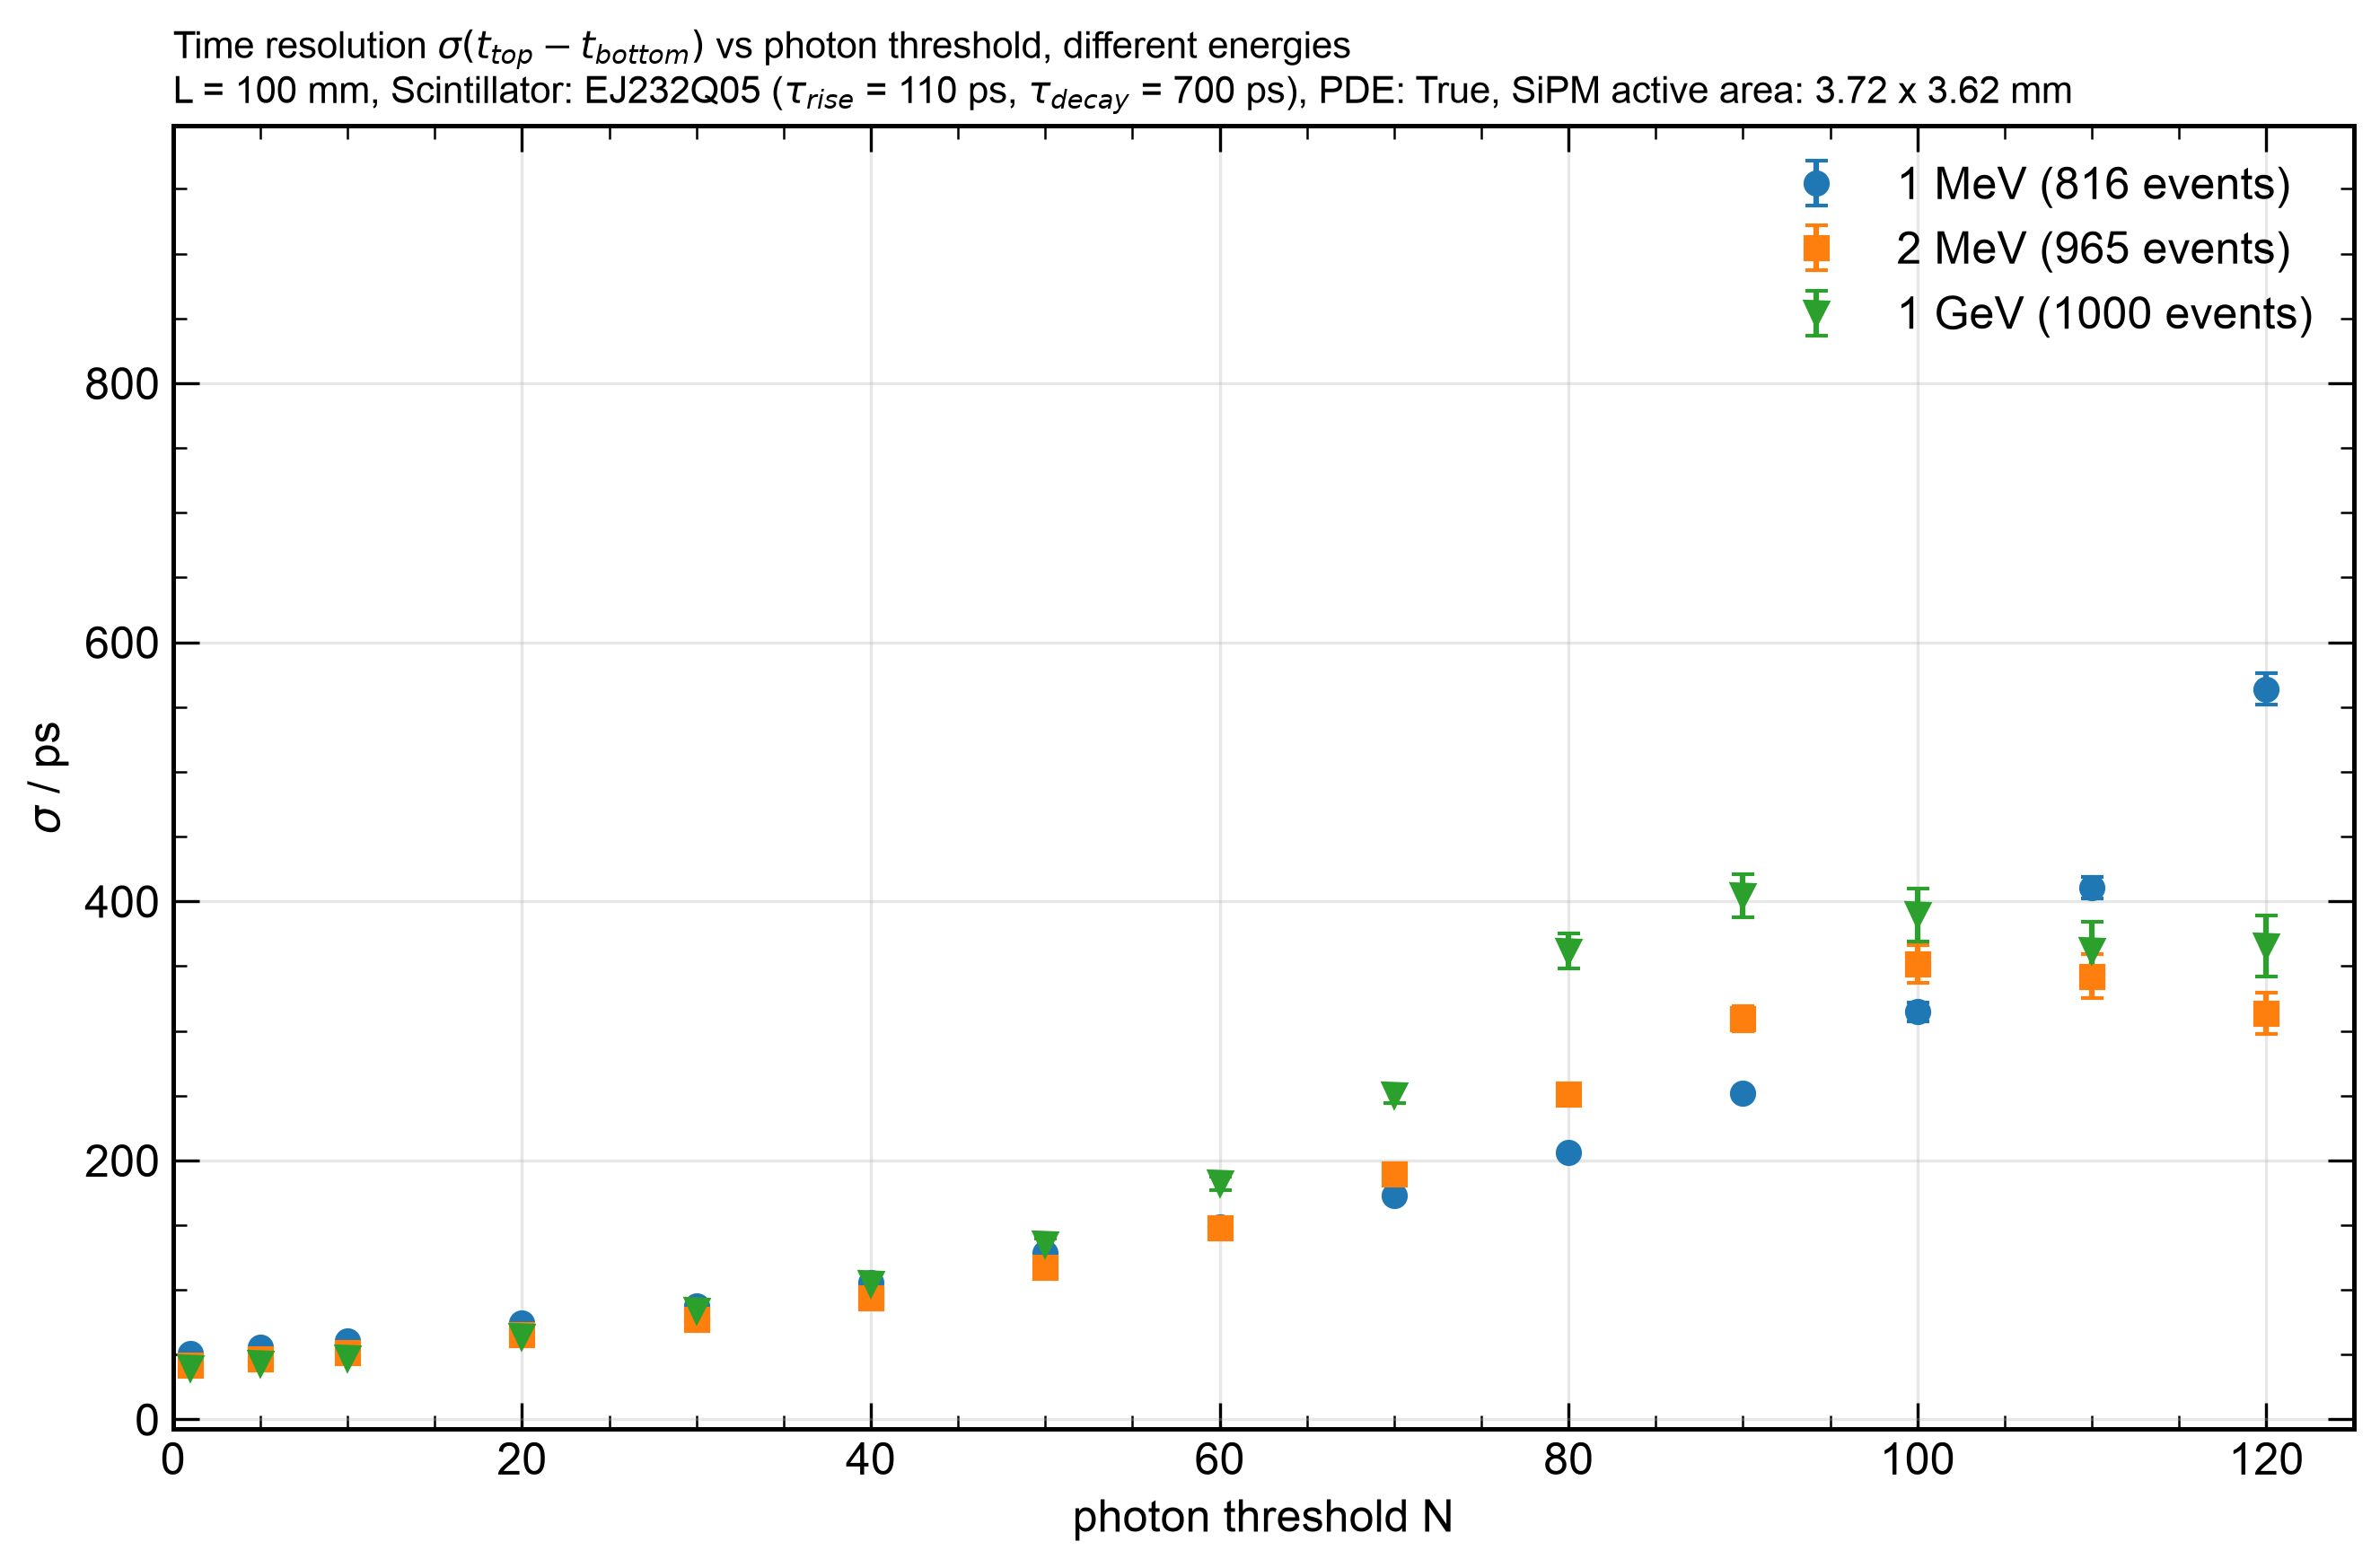 Time resolution σ(t_top − t_bottom) vs photon threshold, different energies
L = 100 mm, Scintillator: EJ232Q05 (τ_rise = 110 ps, τ_decay = 700 ps), PDE: True, SiPM active area: 3.72 x 3.62 mm
1 MeV (816 events)
2 MeV (965 events)
1 GeV (1000 events)
800
600
400
200
0
σ / ps
0 20 40 60 80 100 120
photon threshold N